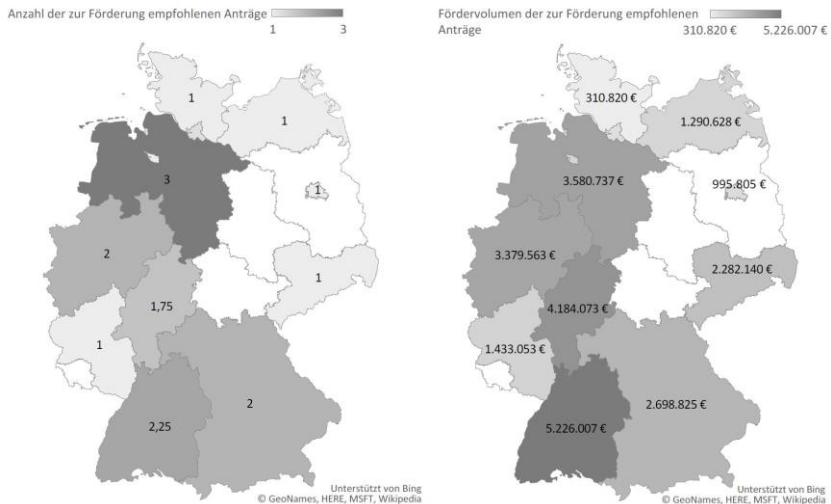 Anzahl der zur Förderung empfohlenen Anträge
1 3
1
1
3
1
2
1
1,75
1
2
2,25
Unterstützt von Bing
© GeoNames, HERE, MSFT, Wikipedia
Fördervolumen der zur Förderung empfohlenen
Anträge
310.820 € 5.226.007 €
310.820 €
1.290.628 €
995.805 €
3.580.737 €
3.379.563 €
2.282.140 €
4.184.073 €
1.433.053 €
2.698.825 €
5.226.007 €
Unterstützt von Bing
© GeoNames, HERE, MSFT, Wikipedia